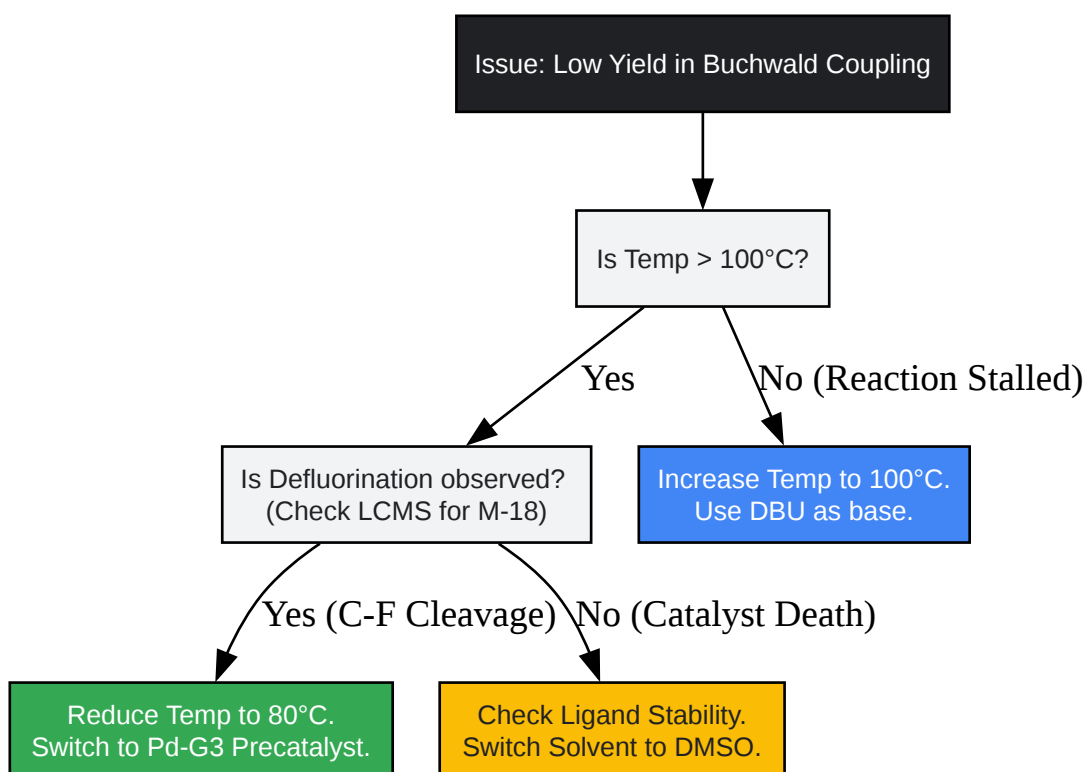 Issue: Low Yield in Buchwald Coupling
Is Temp > 100°C?
Yes
No (Reaction Stalled)
Is Defluorination observed?
(Check LCMS for M-18)
Increase Temp to 100°C.
Use DBU as base.
Yes (C-F Cleavage)
No (Catalyst Death)
Reduce Temp to 80°C.
Switch to Pd-G3 Precatalyst.
Check Ligand Stability.
Switch Solvent to DMSO.